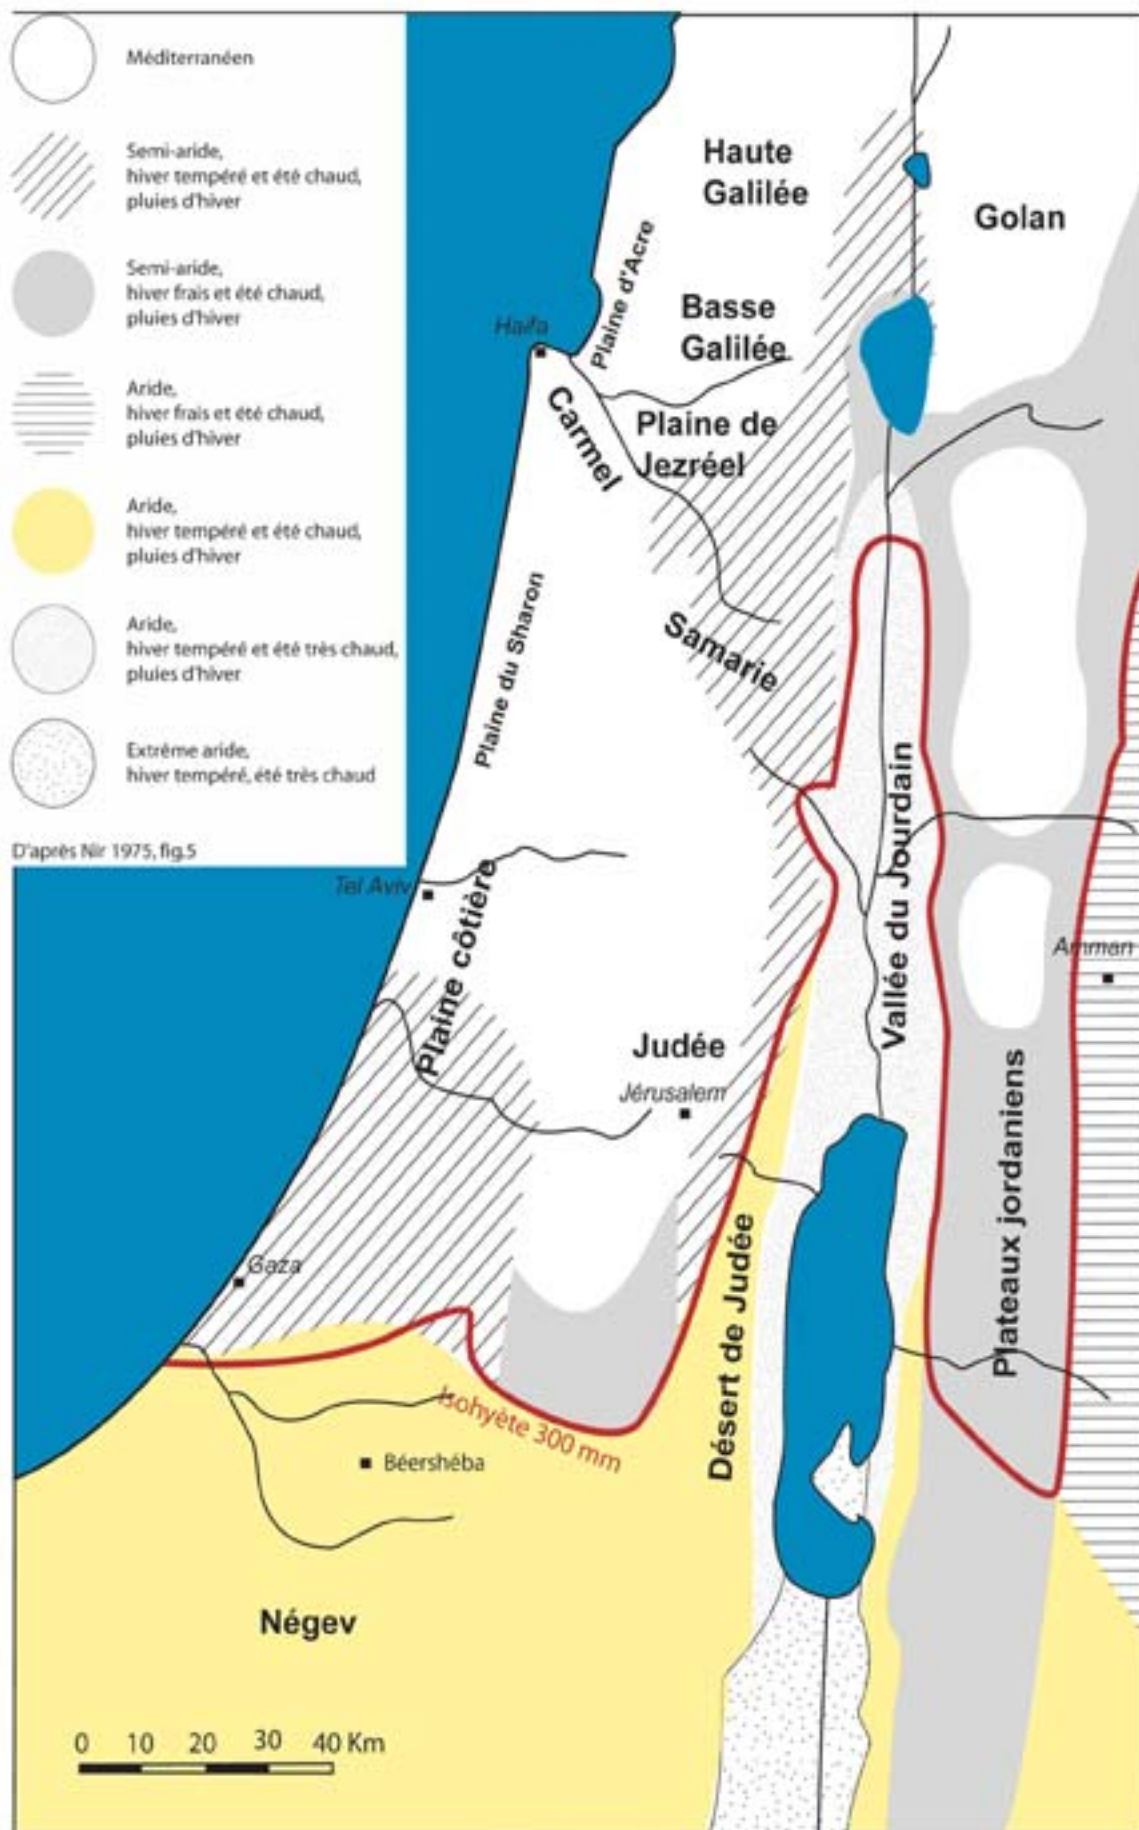 Méditerranéen
Semi-aride,
hiver tempéré et été chaud,
pluies d'hiver
Semi-aride,
hiver frais et été chaud,
pluies d'hiver
Aride,
hiver frais et été chaud,
pluies d'hiver
Aride,
hiver tempéré et été chaud,
pluies d'hiver
Aride,
hiver tempéré et été très chaud,
pluies d'hiver
Extrême aride,
hiver tempéré, été très chaud
D'après Nir 1975, fig.5
Haute
Galilée
Golan
Plaine d'Acre
Basse
Galilée
Haïfa
Carmel
Plaine de
Jezréel
Plaine du Sharon
Samarie
Vallée du Jourdain
Tel Aviv
Plaine côtière
Amman
Judée
Jérusalem
Plateaux jordaniens
Gaza
Désert de Judée
Isohyète 300 mm
Béershéba
Négev
0 10 20 30 40 Km